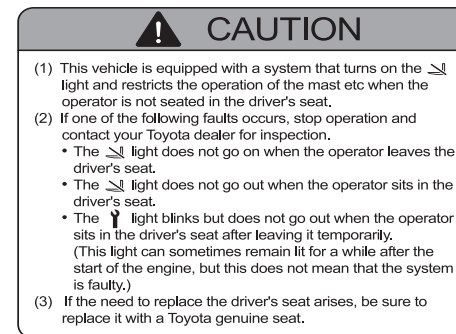 CAUTION
(1) This vehicle is equipped with a system that turns on the
light and restricts the operation of the mast etc when the
operator is not seated in the driver's seat.
(2) If one of the following faults occurs, stop operation and
contact your Toyota dealer for inspection.
• The light does not go on when the operator leaves the
driver's seat.
• The light does not go out when the operator sits in the
driver's seat.
• The light blinks but does not go out when the operator
sits in the driver's seat after leaving it temporarily.
(This light can sometimes remain lit for a while after the
start of the engine, but this does not mean that the system
is faulty.)
(3) If the need to replace the driver's seat arises, be sure to
replace it with a Toyota genuine seat.